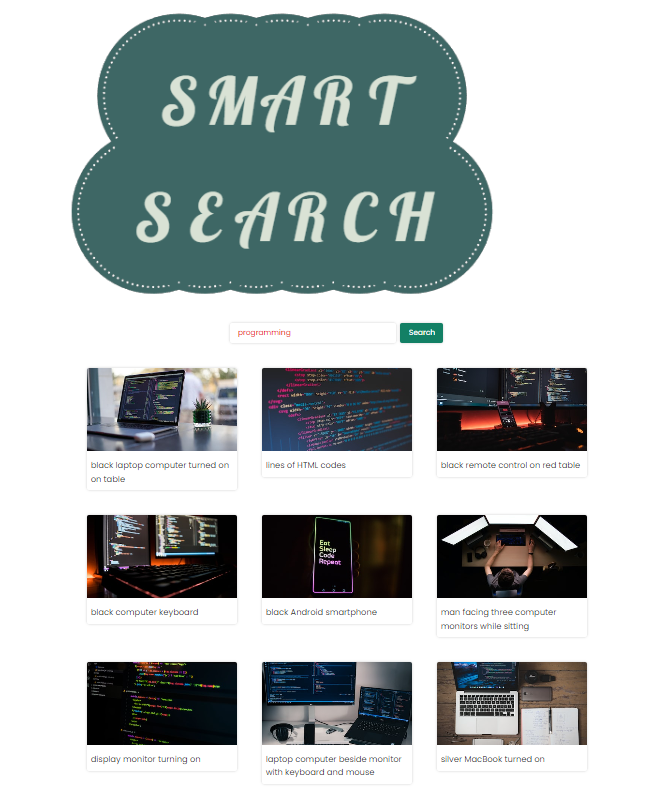 SMART
SEARCH
programming
Search
black laptop computer turned on
on table
lines of HTML codes
black remote control on red table
Eat
Sleep
Code
Repeat
black computer keyboard
black Android smartphone
man facing three computer
monitors while sitting
display monitor turning on
laptop computer beside monitor
with keyboard and mouse
silver MacBook turned on